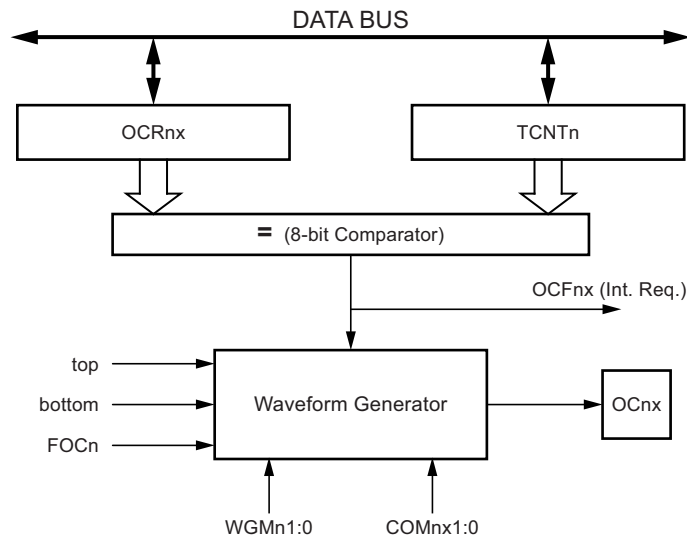 DATA BUS
OCRnx
TCNTn
= (8-bit Comparator)
OCFnx (Int. Req.)
top
bottom
FOCn
Waveform Generator
OCnx
WGMn1:0
COMnx1:0